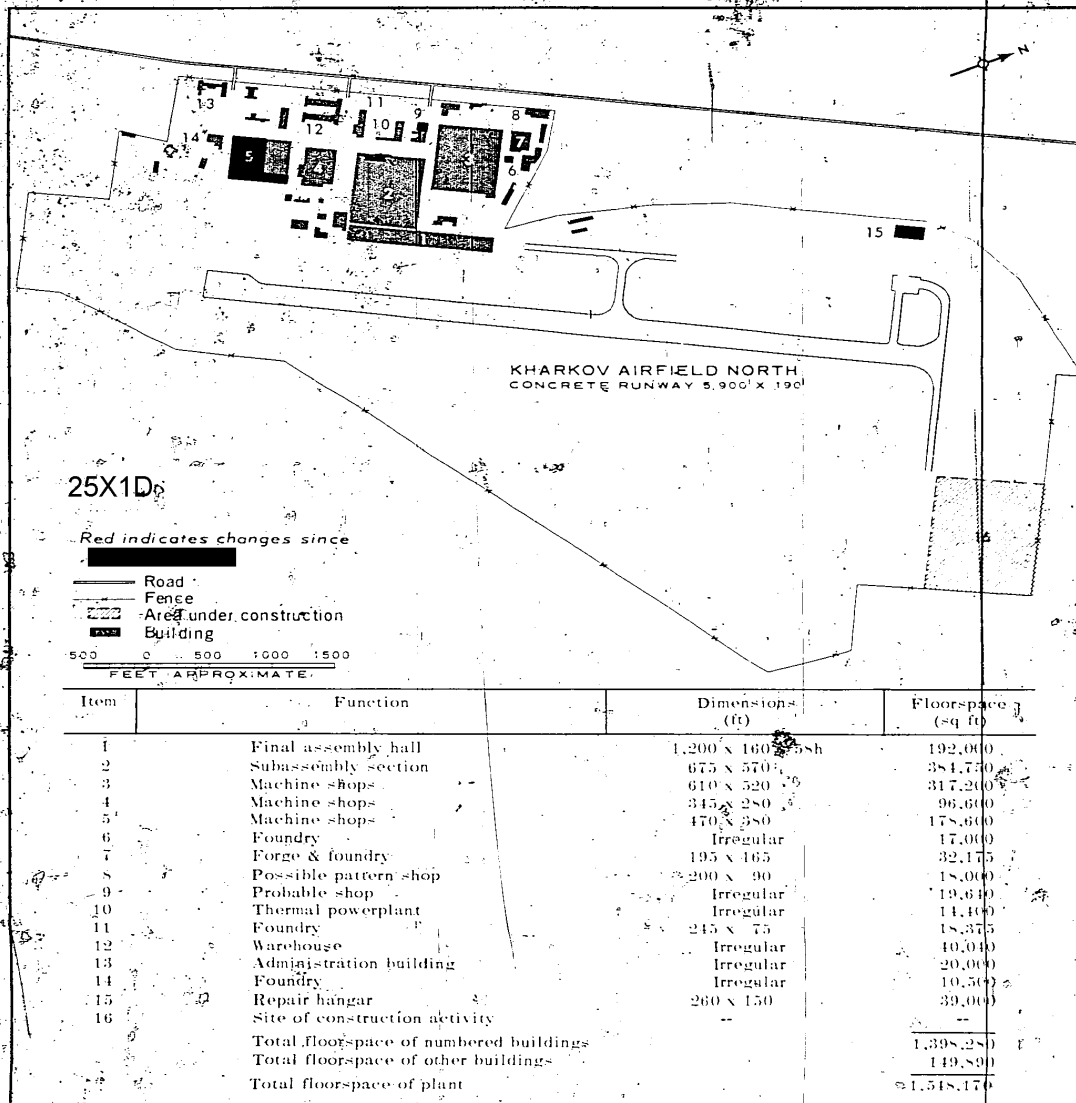 N
13
12
11
10
9
8
7
6
14
5
4
3
2
1
15
KHARKOV AIRFIELD NORTH
CONCRETE RUNWAY 5,900' X 190'
16
25X1D
Red indicates changes since
Road
Fence
Area under construction
Building
500 0 500 1000 1500
FEET APPROXIMATE
Item Function Dimensions (ft) Floorspace (sq ft)
1 Final assembly hall 1,200 x 160 x 58h 192,000
2 Subassembly section 675 x 570 384,750
3 Machine shops 610 x 520 317,200
4 Machine shops 345 x 280 96,600
5 Machine shops 470 x 380 178,600
6 Foundry Irregular 17,000
7 Forge & foundry 195 x 165 32,175
8 Possible pattern shop 200 x 90 18,000
9 Probable shop Irregular 19,640
10 Thermal powerplant Irregular 14,400
11 Foundry 245 x 75 18,375
12 Warehouse Irregular 40,040
13 Administration building Irregular 20,000
14 Foundry Irregular 10,500
15 Repair hangar 260 x 150 39,000
16 Site of construction activity -- --
Total floorspace of numbered buildings 1,398,280
Total floorspace of other buildings 149,890
Total floorspace of plant 1,548,170